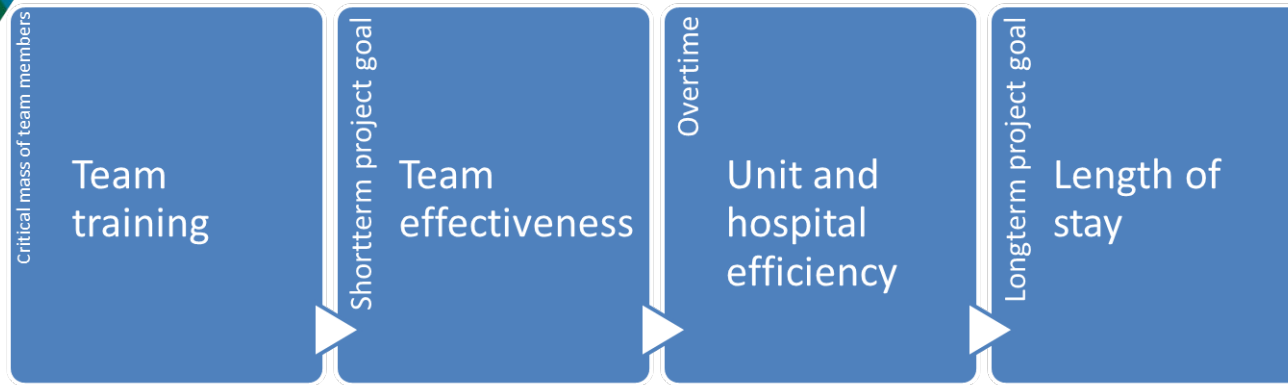 Critical mass of team members
Team
training
Shortterm project goal
Team
effectiveness
Overtime
Unit and
hospital
efficiency
Longterm project goal
Length of
stay